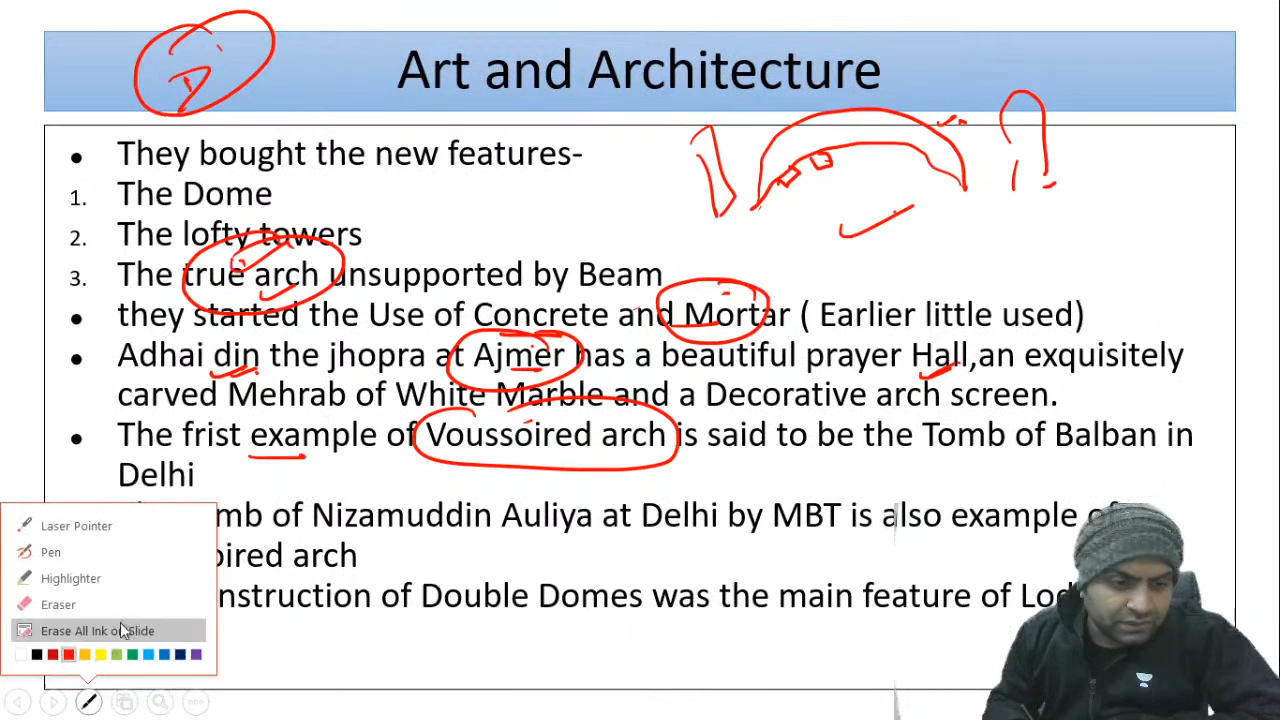 Art and Architecture
• They bought the new features-
1. The Dome
2. The lofty towers
3. The true arch unsupported by Beam
• they started the Use of Concrete and Mortar ( Earlier little used)
• Adhai din the jhopra at Ajmer has a beautiful prayer Hall,an exquisitely
carved Mehrab of White Marble and a Decorative arch screen.
• The frist example of Voussoired arch is said to be the Tomb of Balban in
Delhi
of Nizamuddin Auliya at Delhi by MBT is also example
arch
of Double Domes was the main feature of
Laser Pointer
Pen
Highlighter
Eraser
Erase All Ink on Slide